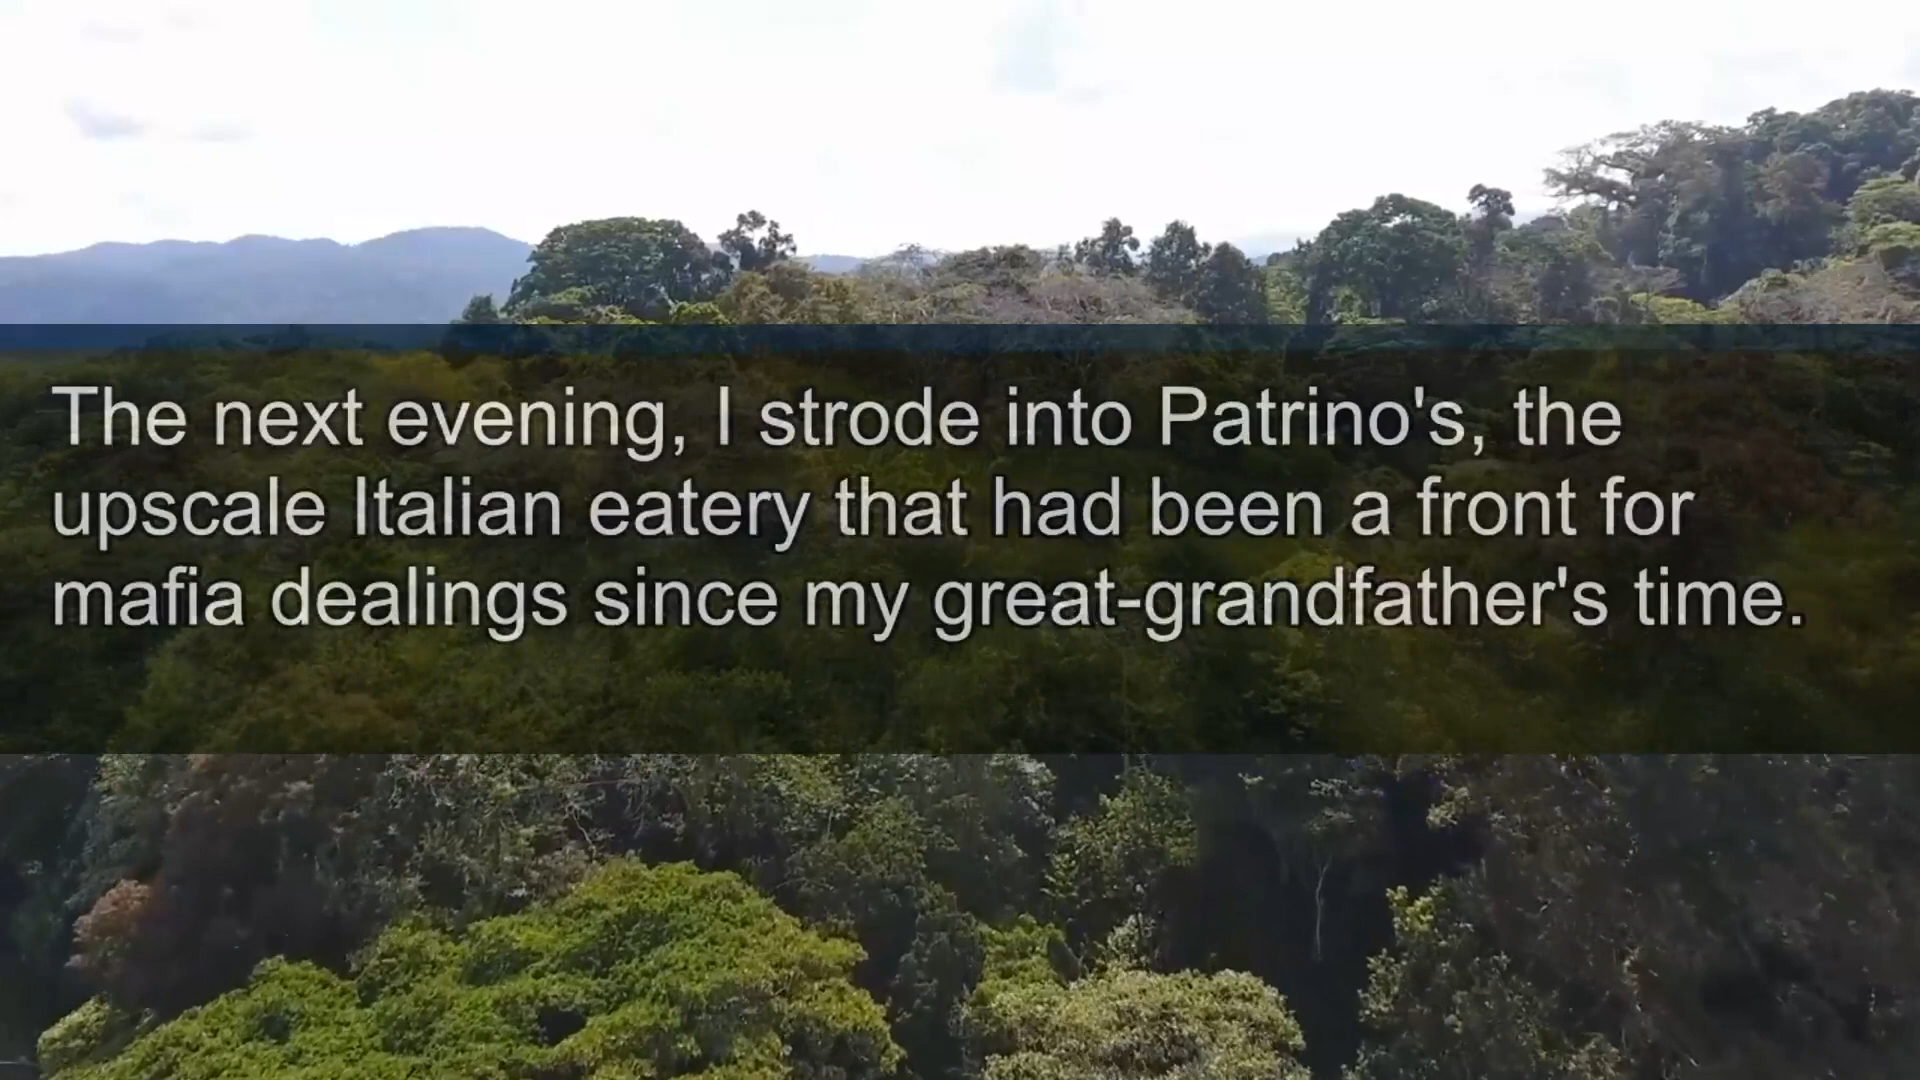 The next evening, I strode into Patrino's, the
upscale Italian eatery that had been a front for
mafia dealings since my great-grandfather's time.